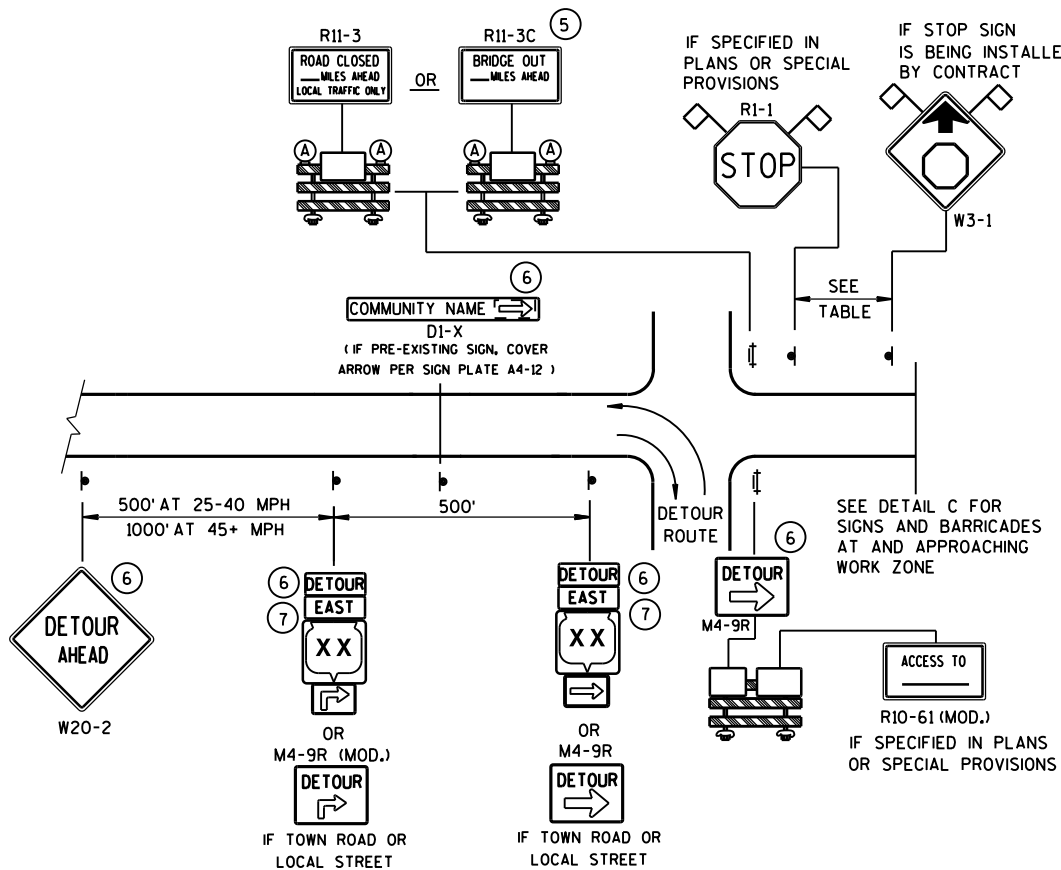 R11-3
ROAD CLOSED
___MILES AHEAD
LOCAL TRAFFIC ONLY
OR
R11-3C
5
BRIDGE OUT
___MILES AHEAD
A
A
A
A
IF SPECIFIED IN
PLANS OR SPECIAL
PROVISIONS
R1-1
STOP
IF STOP SIGN
IS BEING INSTALLE
BY CONTRACT
W3-1
SEE
TABLE
6
COMMUNITY NAME
D1-X
(IF PRE-EXISTING SIGN, COVER
ARROW PER SIGN PLATE A4-12 )
500' AT 25-40 MPH
1000' AT 45+ MPH
500'
DETOUR
ROUTE
SEE DETAIL C FOR
SIGNS AND BARRICADES
AT AND APPROACHING
WORK ZONE
6
DETOUR
AHEAD
W20-2
6
7
DETOUR
EAST
XX
OR
M4-9R (MOD.)
DETOUR
IF TOWN ROAD OR
LOCAL STREET
DETOUR
EAST
XX
6
7
OR
M4-9R
DETOUR
IF TOWN ROAD OR
LOCAL STREET
6
DETOUR
M4-9R
ACCESS TO
R10-61 (MOD.)
IF SPECIFIED IN PLANS
OR SPECIAL PROVISIONS